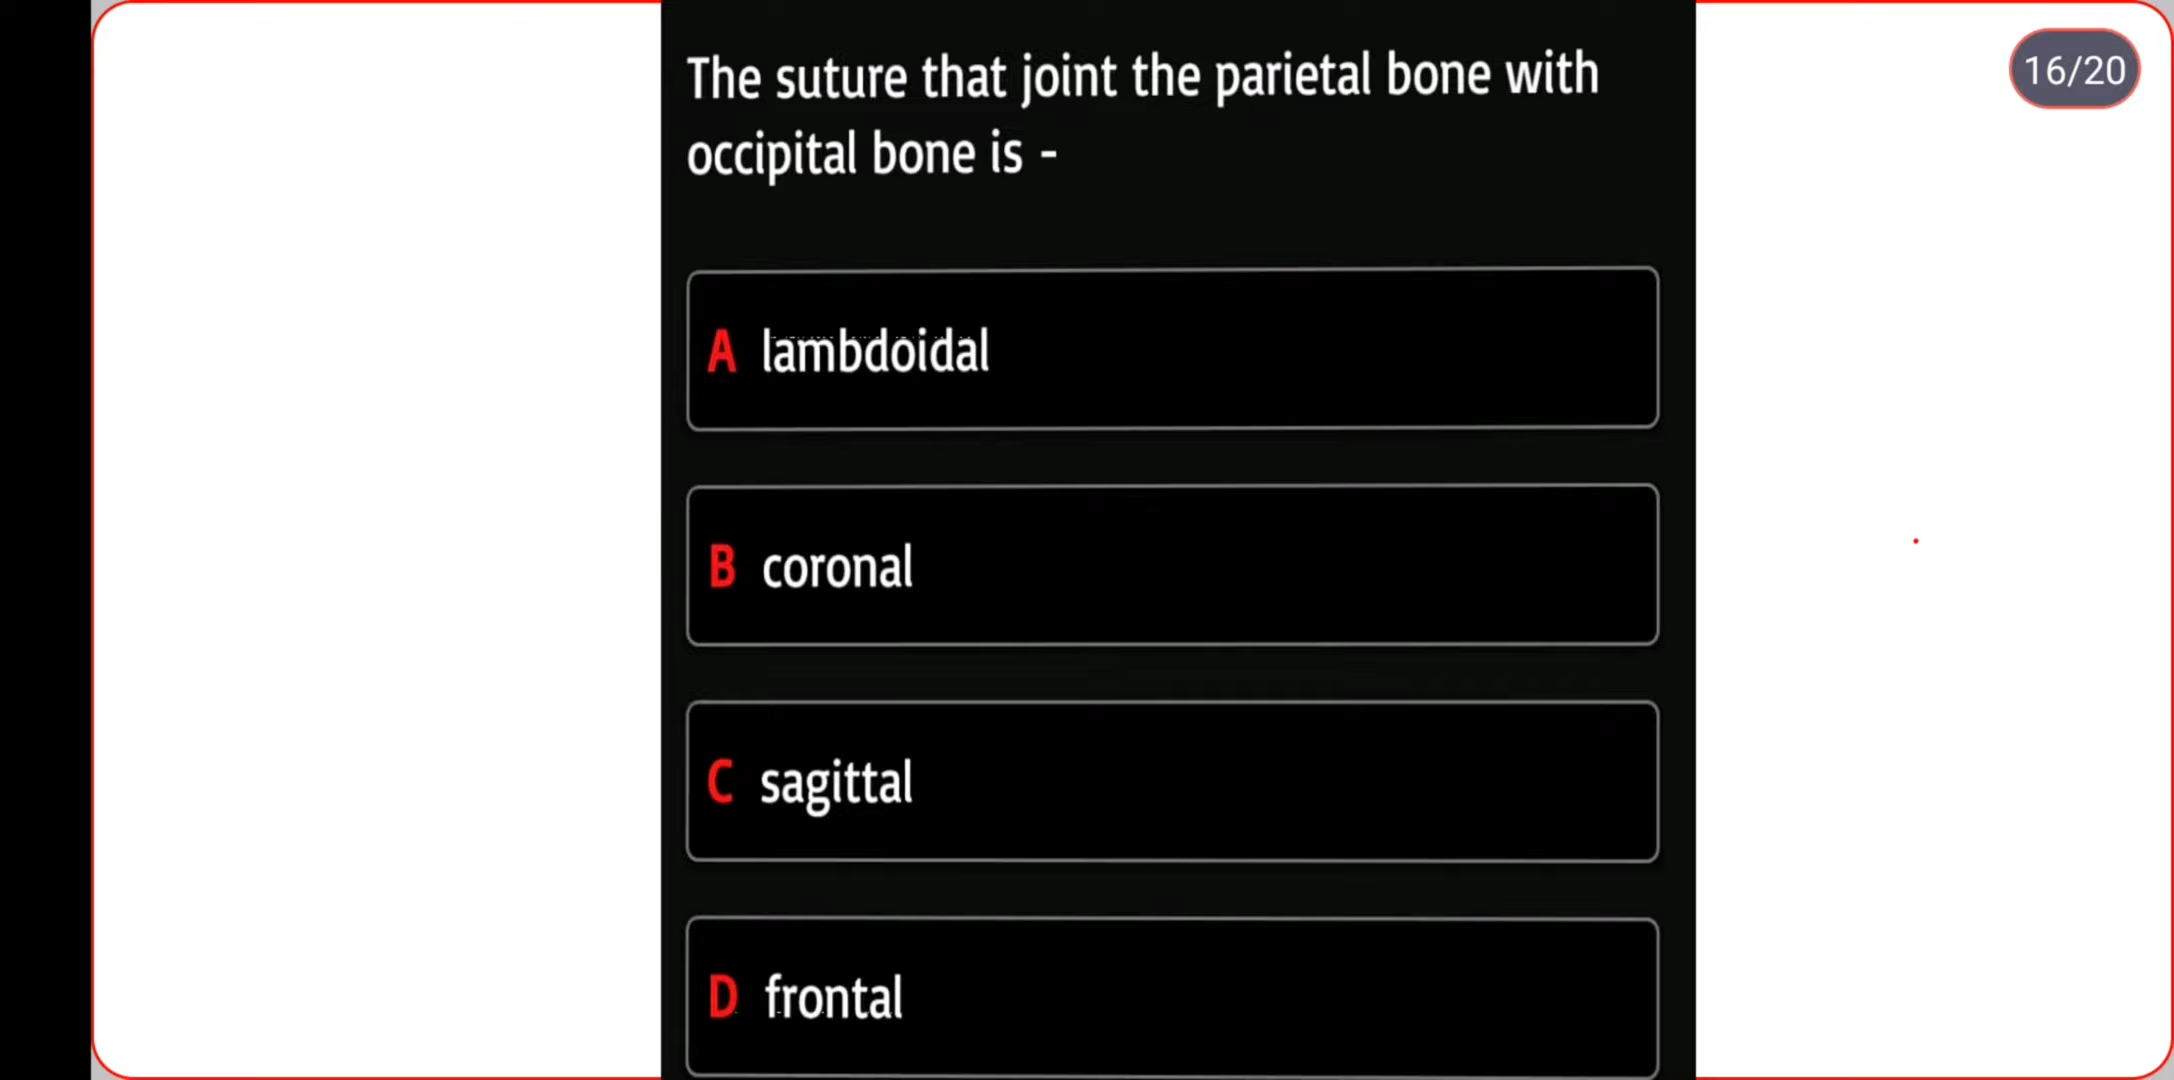 16/20
The suture that joint the parietal bone with
occipital bone is -
A lambdoidal
B coronal
C sagittal
D frontal